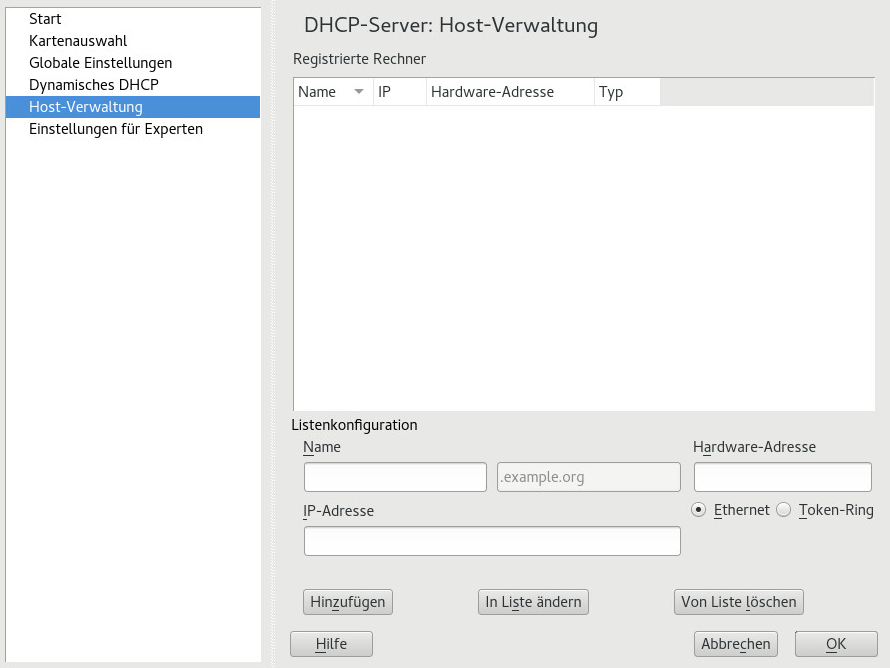 Start
Kartenauswahl
Globale Einstellungen
Dynamisches DHCP
Host-Verwaltung
Einstellungen für Experten
DHCP-Server: Host-Verwaltung
Registrierte Rechner
Name IP Hardware-Adresse Typ
Listenkonfiguration
Name Hardware-Adresse
.example.org
IP-Adresse Ethernet Token-Ring
Hinzufügen In Liste ändern Von Liste löschen
Hilfe Abbrechen OK